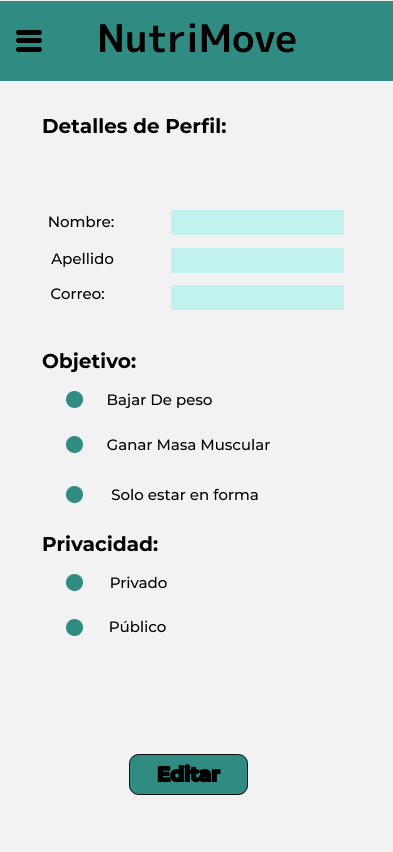 NutriMove
Detalles de Perfil:
Nombre:
Apellido
Correo:
Objetivo:
Bajar De peso
Ganar Masa Muscular
Solo estar en forma
Privacidad:
Privado
Público
Editar